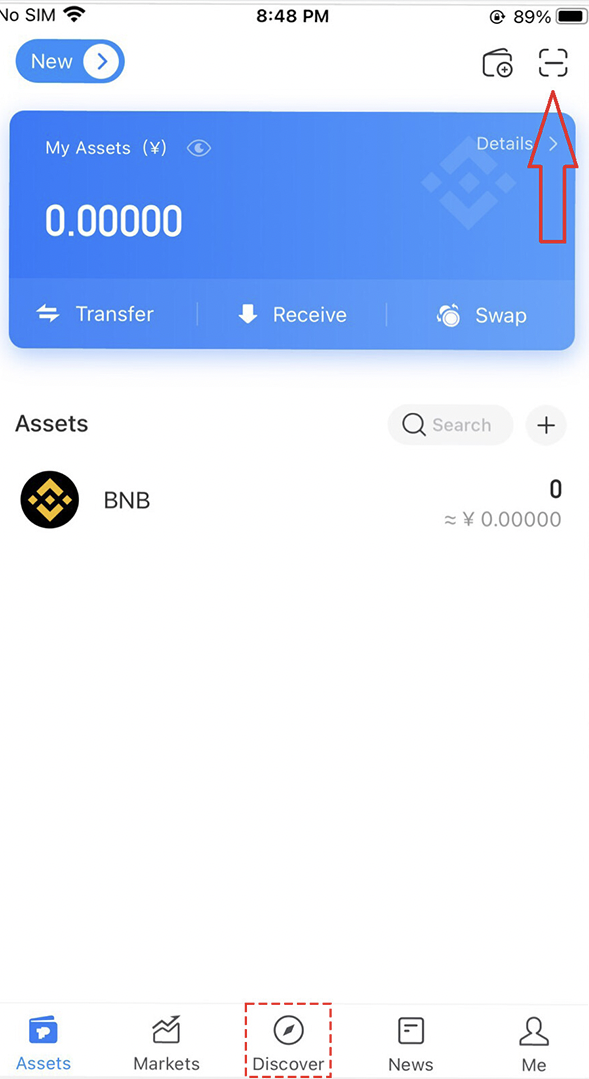 No SIM 8:48 PM 89%
New
My Assets (¥) Details
0.00000
Transfer Receive Swap
Assets Search
BNB 0
≈ ¥ 0.00000
Assets Markets Discover News Me